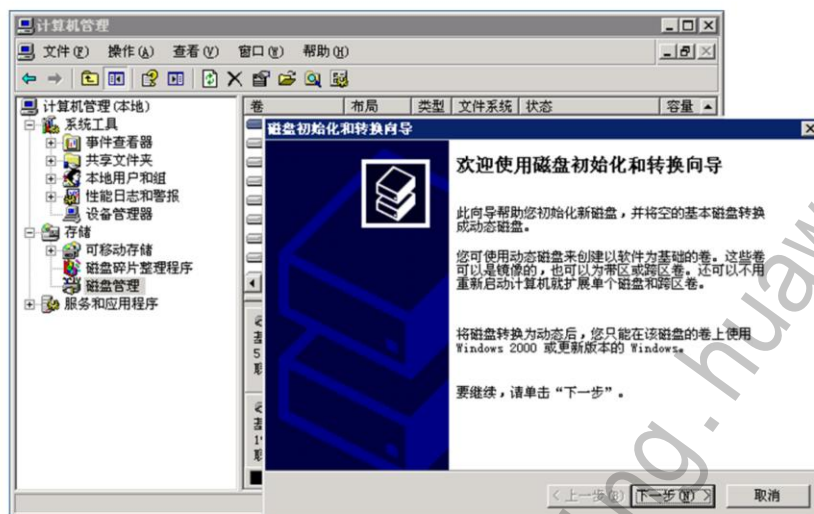 计算机管理
文件(F) 操作(A) 查看(V) 窗口(W) 帮助(H)
计算机管理(本地)
系统工具
事件查看器
共享文件夹
本地用户和组
性能日志和警报
设备管理器
存储
可移动存储
磁盘碎片整理程序
磁盘管理
服务和应用程序
卷 布局 类型 文件系统 状态 容量
磁盘初始化和转换向导
欢迎使用磁盘初始化和转换向导
此向导帮助您初始化新磁盘，并将空的基本磁盘转换
成动态磁盘。
您可使用动态磁盘来创建以软件为基础的卷。这些卷
可以是镜像的，也可以为带区或跨区卷。还可以不用
重新启动计算机就扩展单个磁盘和跨区卷。
将磁盘转换为动态后，您只能在该磁盘的卷上使用
Windows 2000 或更新版本的 Windows。
要继续，请单击“下一步”。
< 上一步(B) 下一步(N) > 取消
ng.huaw